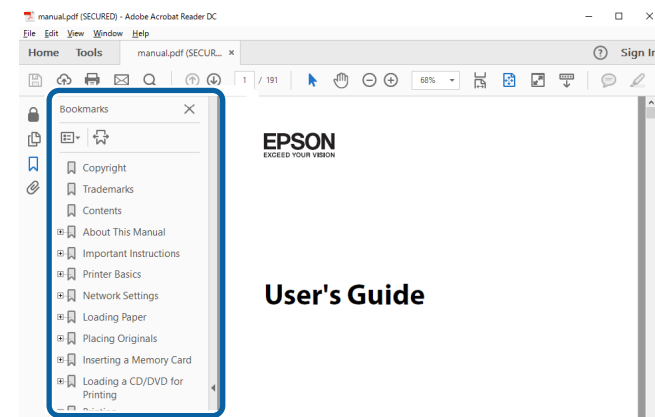 manual.pdf (SECURED) - Adobe Acrobat Reader DC
File Edit View Window Help
Home Tools manual.pdf (SECUR... ×
? Sign In
1 / 191 68%
Bookmarks
Copyright
Trademarks
Contents
About This Manual
Important Instructions
Printer Basics
Network Settings
Loading Paper
Placing Originals
Inserting a Memory Card
Loading a CD/DVD for
Printing
EPSON
EXCEED YOUR VISION
User's Guide